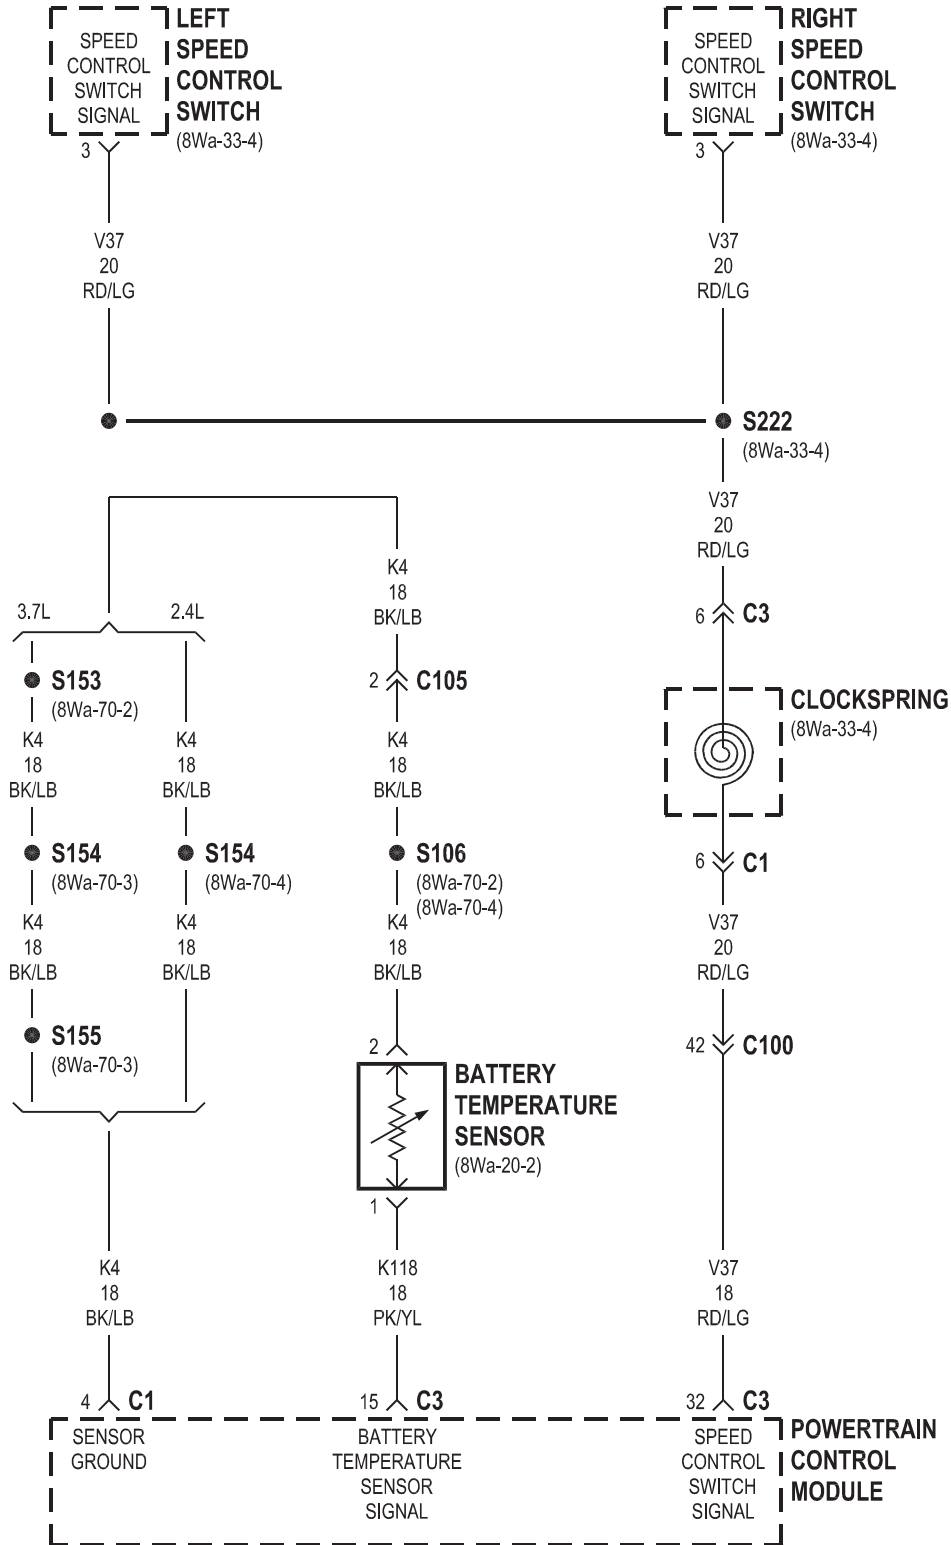 LEFT
SPEED
CONTROL
SWITCH
(8Wa-33-4)
SPEED
CONTROL
SWITCH
SIGNAL
3
RIGHT
SPEED
CONTROL
SWITCH
(8Wa-33-4)
SPEED
CONTROL
SWITCH
SIGNAL
3
V37
20
RD/LG
V37
20
RD/LG
S222
(8Wa-33-4)
V37
20
RD/LG
K4
18
BK/LB
3.7L
2.4L
6 C3
S153
(8Wa-70-2)
2 C105
CLOCKSPRING
(8Wa-33-4)
K4
18
BK/LB
K4
18
BK/LB
K4
18
BK/LB
S154
(8Wa-70-3)
S154
(8Wa-70-4)
S106
(8Wa-70-2)
(8Wa-70-4)
6 C1
K4
18
BK/LB
K4
18
BK/LB
K4
18
BK/LB
V37
20
RD/LG
S155
(8Wa-70-3)
2
42 C100
BATTERY
TEMPERATURE
SENSOR
(8Wa-20-2)
1
K4
18
BK/LB
K118
18
PK/YL
V37
18
RD/LG
4 C1
15 C3
32 C3
SENSOR
GROUND
BATTERY
TEMPERATURE
SENSOR
SIGNAL
SPEED
CONTROL
SWITCH
SIGNAL
POWERTRAIN
CONTROL
MODULE